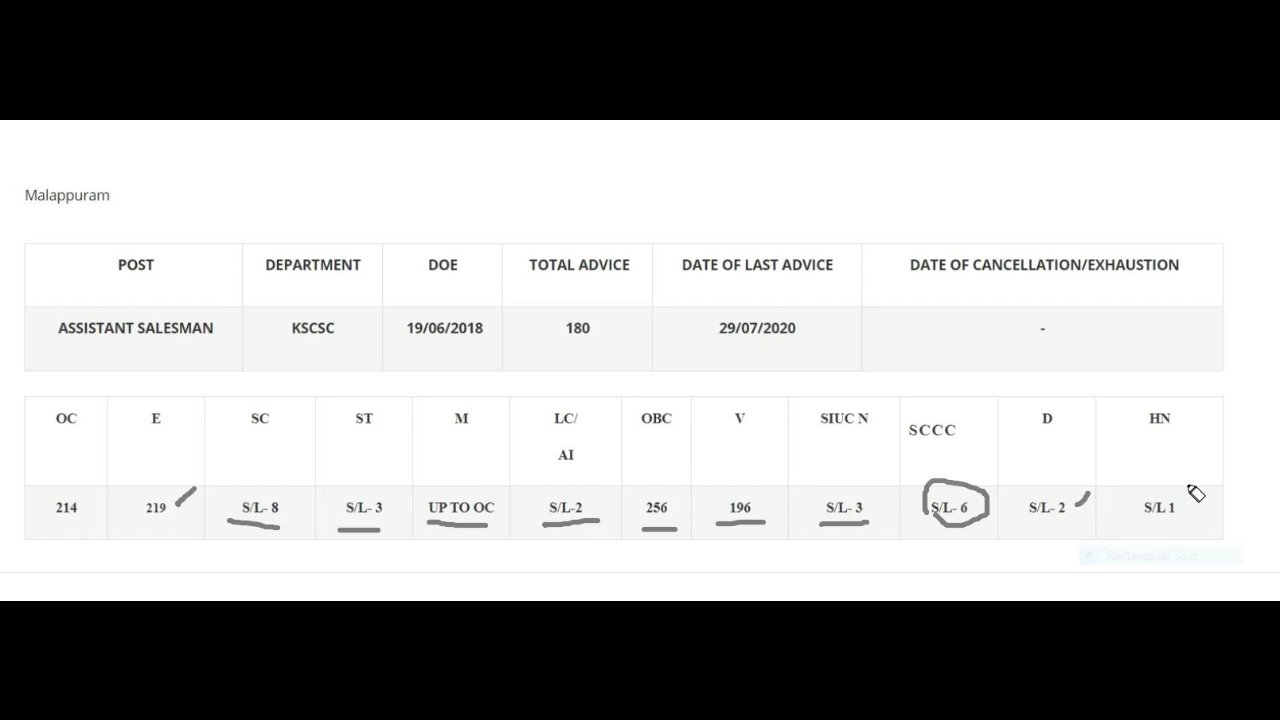 Malappuram
POST DEPARTMENT DOE TOTAL ADVICE DATE OF LAST ADVICE DATE OF CANCELLATION/EXHAUSTION
ASSISTANT SALESMAN KSCSC 19/06/2018 180 29/07/2020 -
OC E SC ST M LC/ OBC V SIUC N SCCC D HN
AI
214 219 S/L- 8 S/L- 3 UP TO OC S/L-2 256 196 S/L- 3 S/L- 6 S/L- 2 S/L 1
Rectangular Snip